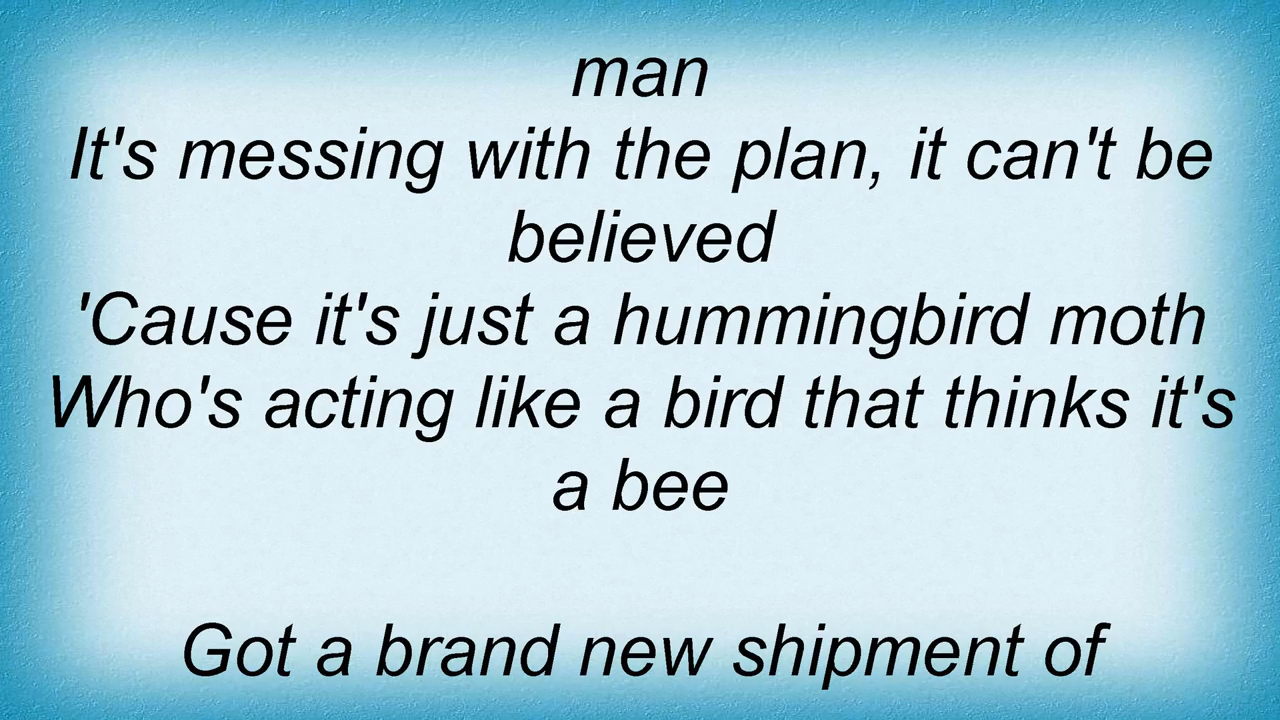 man
It's messing with the plan, it can't be
believed
'Cause it's just a hummingbird moth
Who's acting like a bird that thinks it's
a bee
Got a brand new shipment of